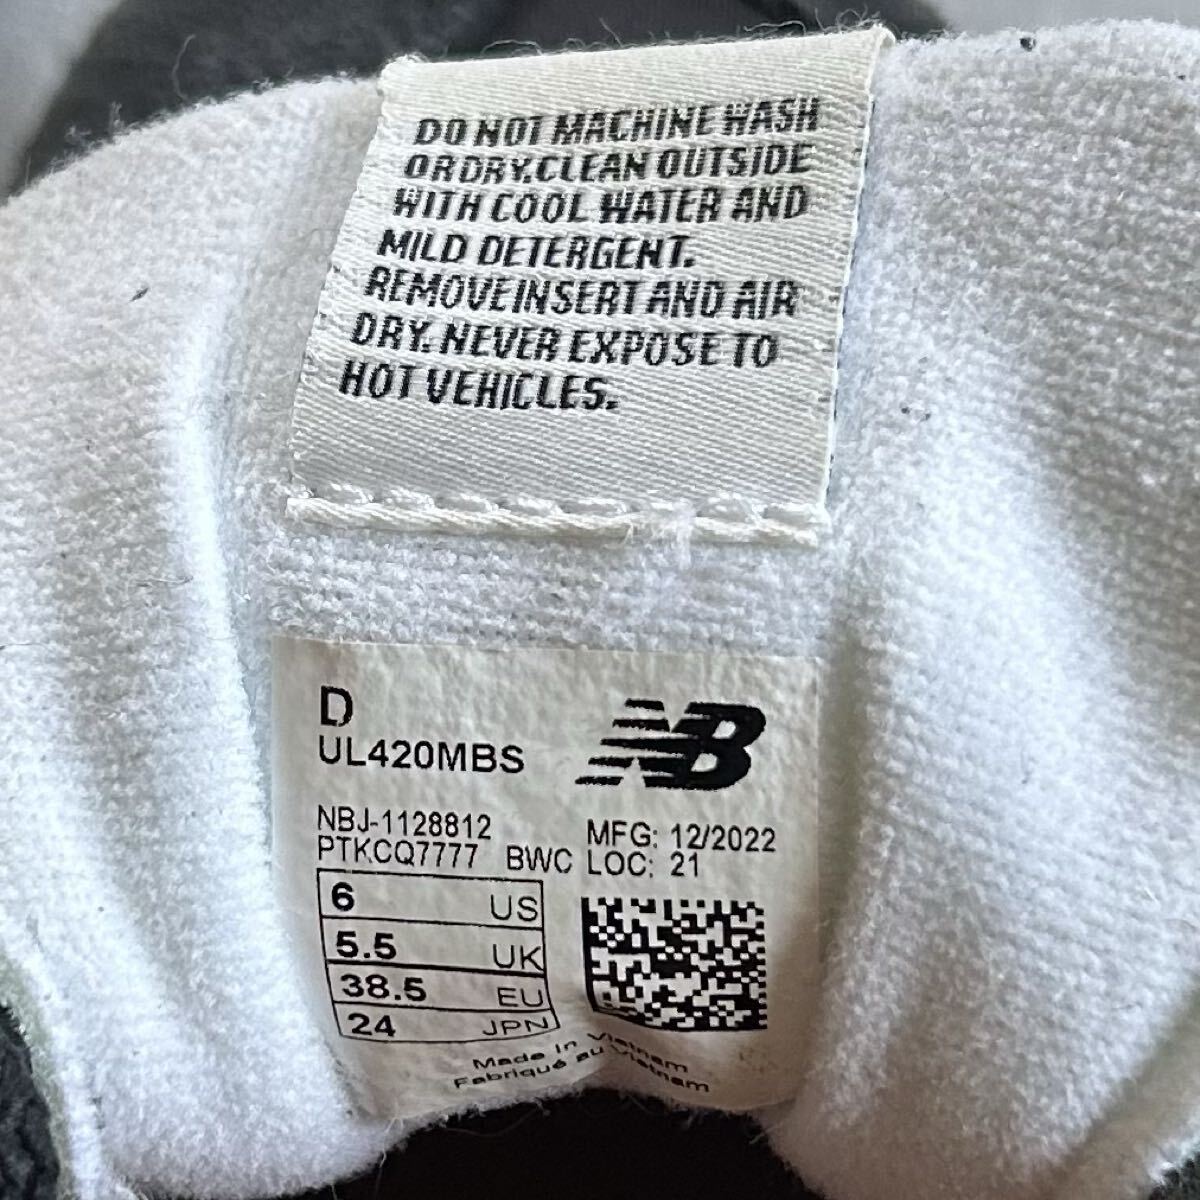 DO NOT MACHINE WASH
OR DRY. CLEAN OUTSIDE
WITH COOL WATER AND
MILD DETERGENT.
REMOVE INSERT AND AIR
DRY. NEVER EXPOSE TO
HOT VEHICLES.
D
UL420MBS
NB
NBJ-1128812
PTKCQ7777 BWC
MFG: 12/2022
LOC: 21
6 US
5.5 UK
38.5 EU
24 JPN
Made in Vietnam
Fabriqué au Vietnam